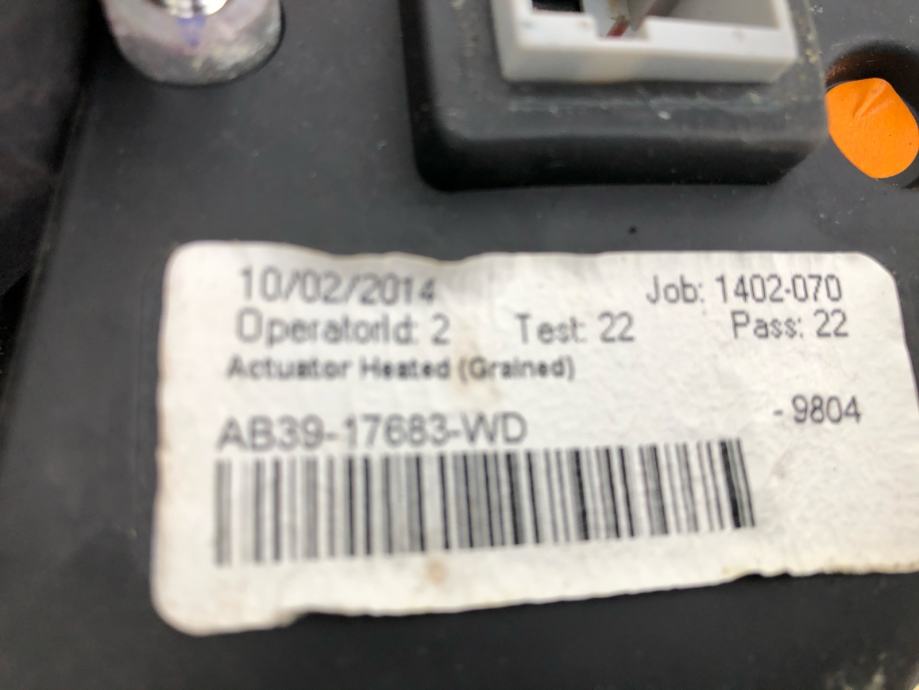 10/02/2014 Job: 1402-070
OperatorId: 2 Test: 22 Pass: 22
Actuator Heated (Grained)
- 9804
AB39-17683-WD